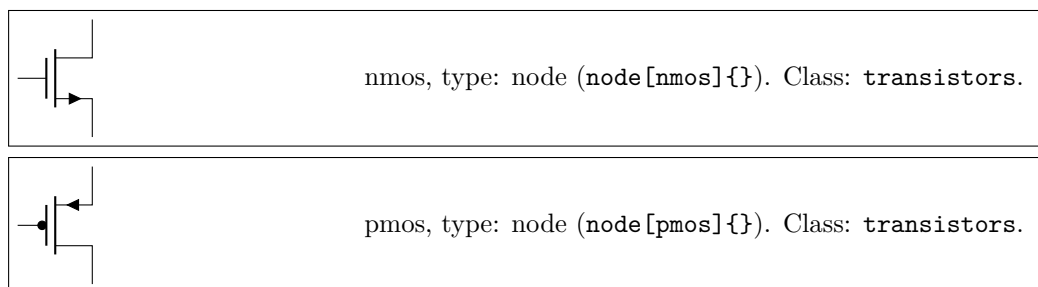 nmos, type: node (node[nmos]{}). Class: transistors.
pmos, type: node (node[pmos]{}). Class: transistors.